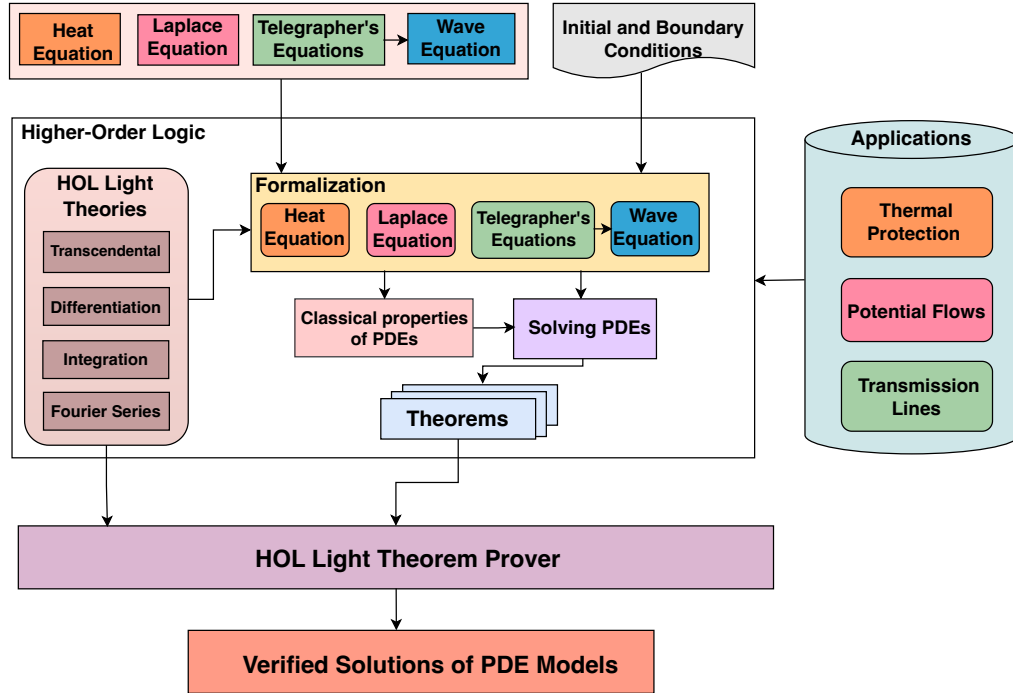 Heat
Equation
Laplace
Equation
Telegrapher's
Equations
Wave
Equation
Initial and Boundary
Conditions
Higher-Order Logic
HOL Light
Theories
Transcendental
Differentiation
Integration
Fourier Series
Formalization
Heat
Equation
Laplace
Equation
Telegrapher's
Equations
Wave
Equation
Classical properties
of PDEs
Solving PDEs
Theorems
Applications
Thermal
Protection
Potential Flows
Transmission
Lines
HOL Light Theorem Prover
Verified Solutions of PDE Models